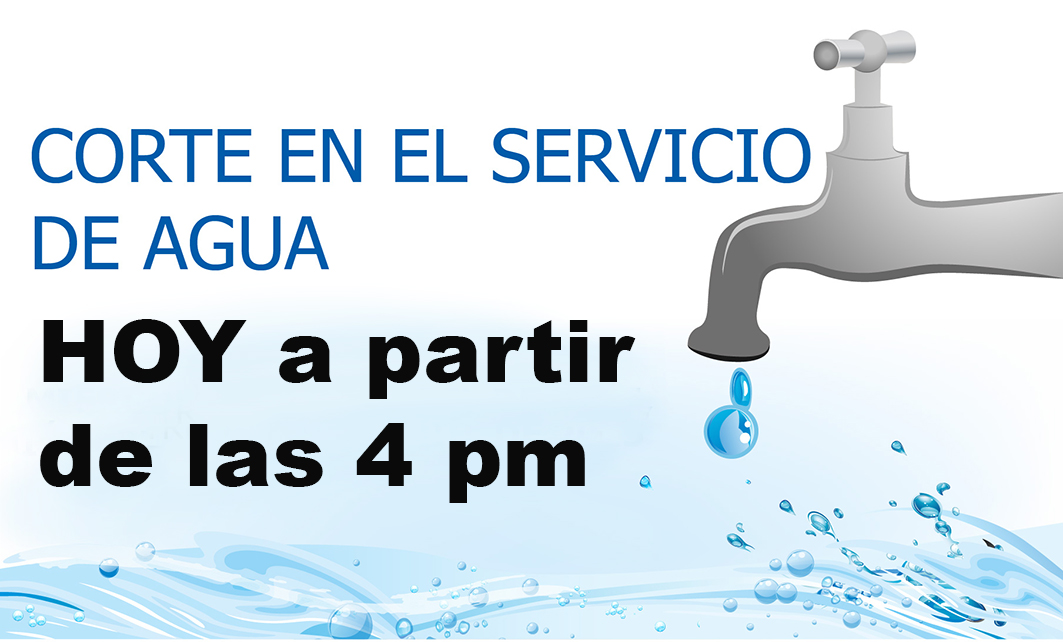 CORTE EN EL SERVICIO
DE AGUA
HOY a partir
de las 4 pm